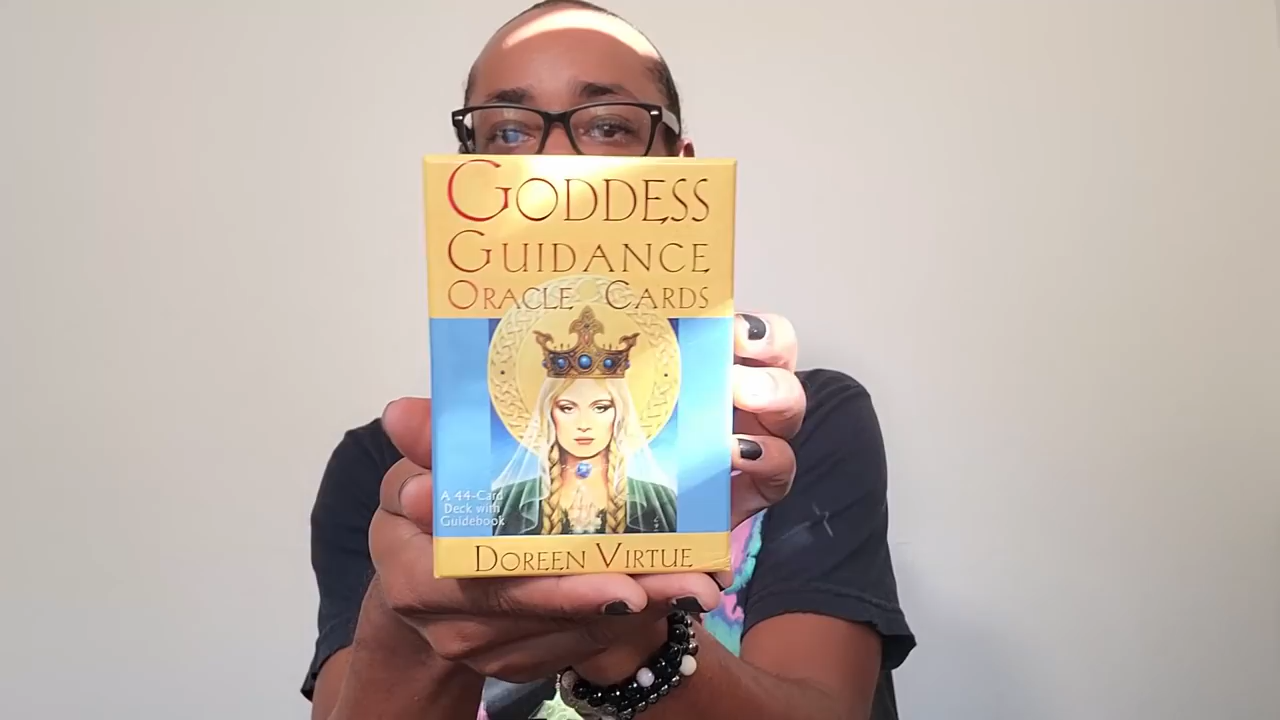 GODDESS
GUIDANCE
ORACLE CARDS
A 44-Card
Deck with
Guidebook
DOREEN VIRTUE